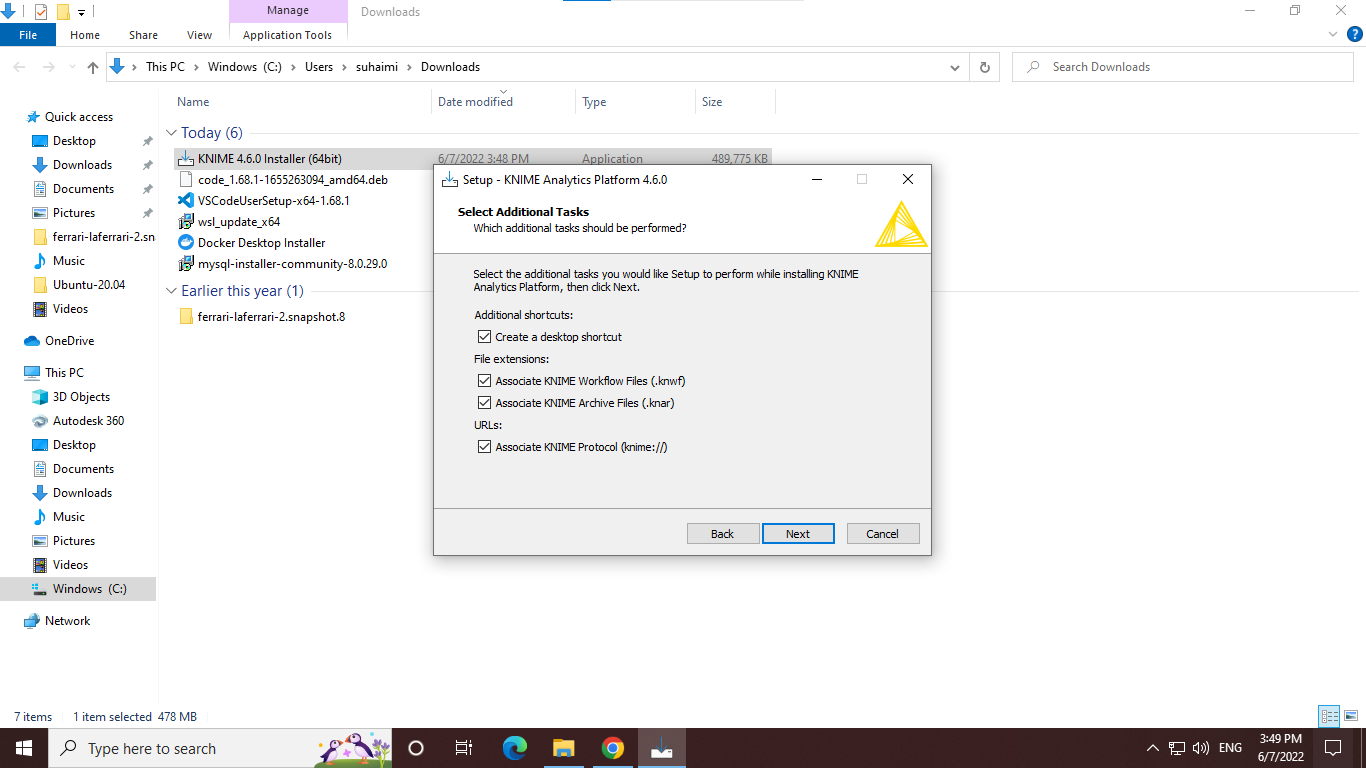 Manage
Downloads
File
Home
Share
View
Application Tools
This PC
Windows (C:)
Users
suhaimi
Downloads
Search Downloads
Name
Date modified
Type
Size
Quick access
Desktop
Downloads
Documents
Pictures
ferrari-laferrari-2.sn
Music
Ubuntu-20.04
Videos
OneDrive
This PC
3D Objects
Autodesk 360
Desktop
Documents
Downloads
Music
Pictures
Videos
Windows (C:)
Network
Today (6)
KNIME 4.6.0 Installer (64bit) 6/7/2022 3:48 PM Application 489,775 KB
code_1.68.1-1655263094_amd64.deb
VSCodeUserSetup-x64-1.68.1
wsl_update_x64
Docker Desktop Installer
mysql-installer-community-8.0.29.0
Earlier this year (1)
ferrari-laferrari-2.snapshot.8
Setup - KNIME Analytics Platform 4.6.0
Select Additional Tasks
Which additional tasks should be performed?
Select the additional tasks you would like Setup to perform while installing KNIME
Analytics Platform, then click Next.
Additional shortcuts:
Create a desktop shortcut
File extensions:
Associate KNIME Workflow Files (.knwf)
Associate KNIME Archive Files (.knar)
URLs:
Associate KNIME Protocol (knime://)
Back
Next
Cancel
7 items
1 item selected 478 MB
Type here to search
ENG
3:49 PM
6/7/2022